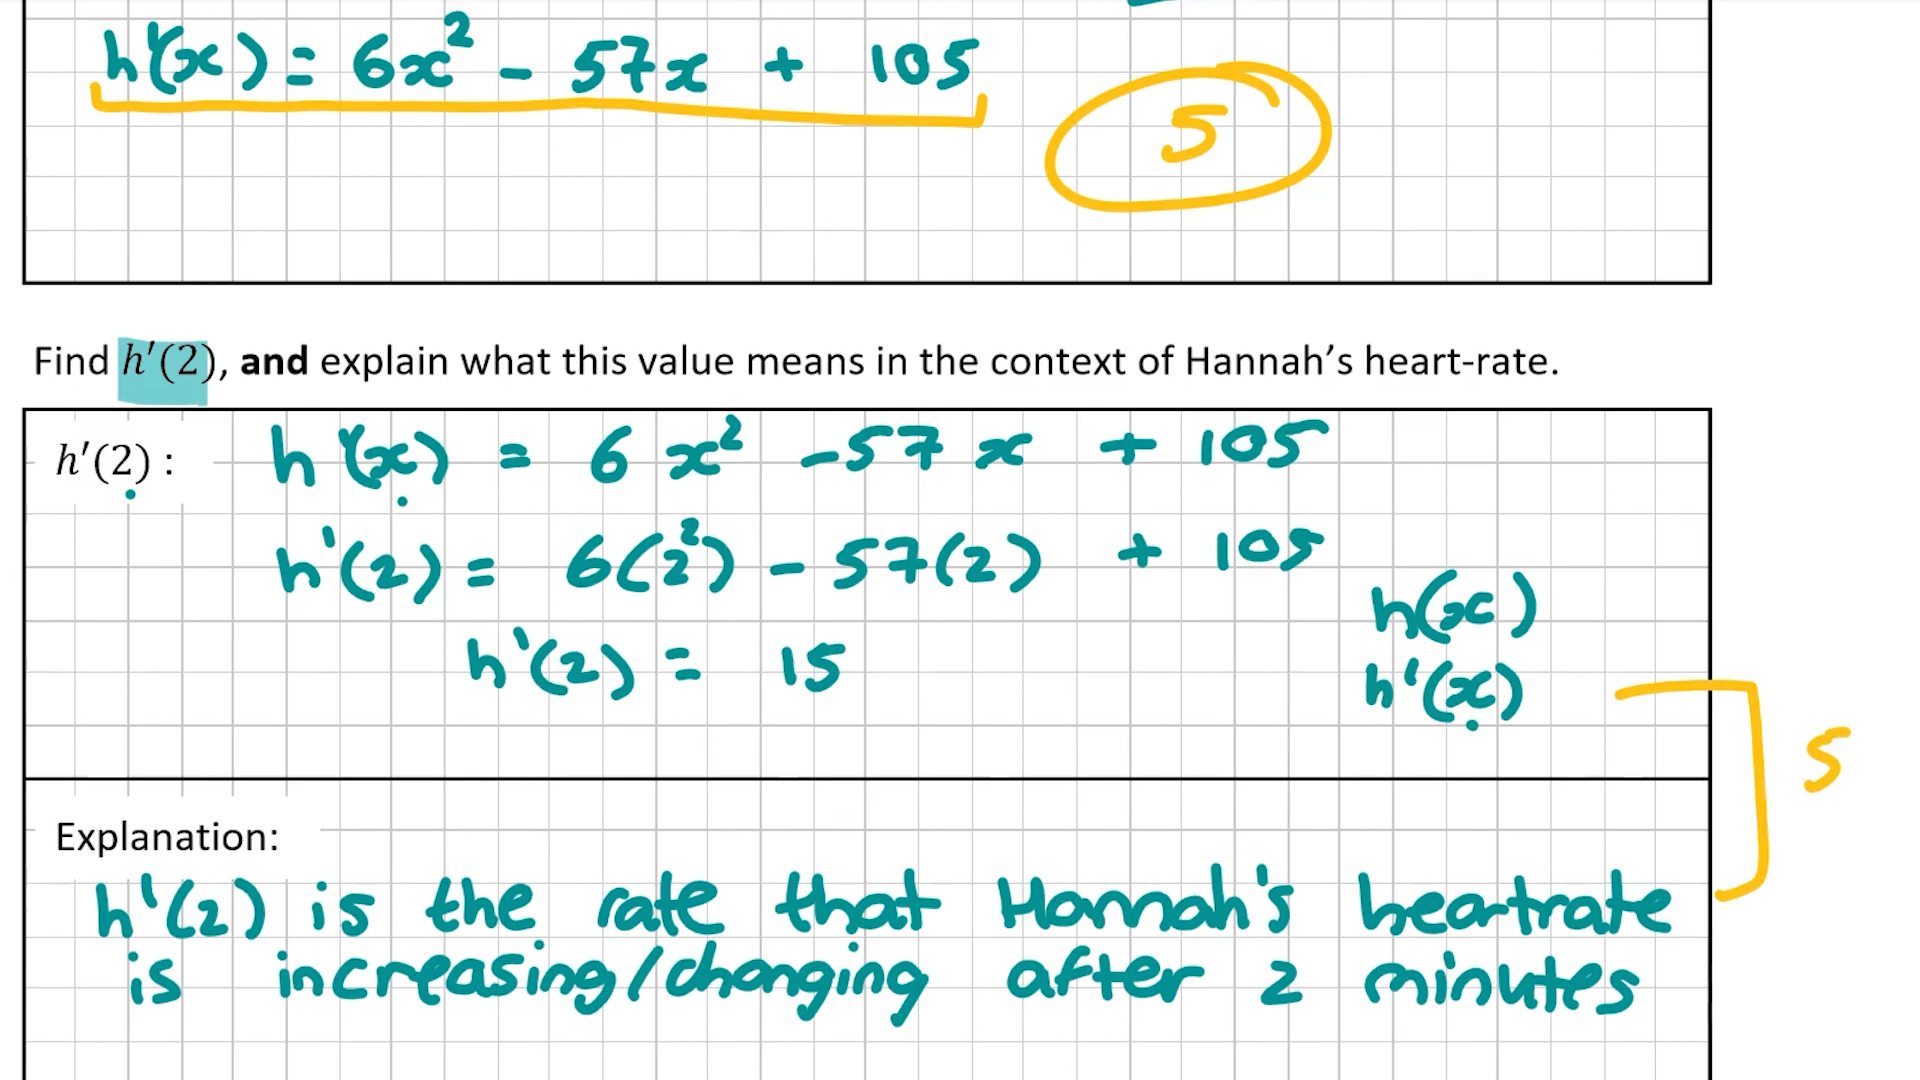 h'(x) = 6x² - 57x + 105
5
Find h′(2), and explain what this value means in the context of Hannah’s heart-rate.
h′(2) :
h'(x) = 6x² - 57x + 105
h'(2) = 6(2²) - 57(2) + 105
h(x)
h'(2) = 15
h'(x)
5
Explanation:
h'(2) is the rate that Hannah's heartrate
is increasing/changing after 2 minutes